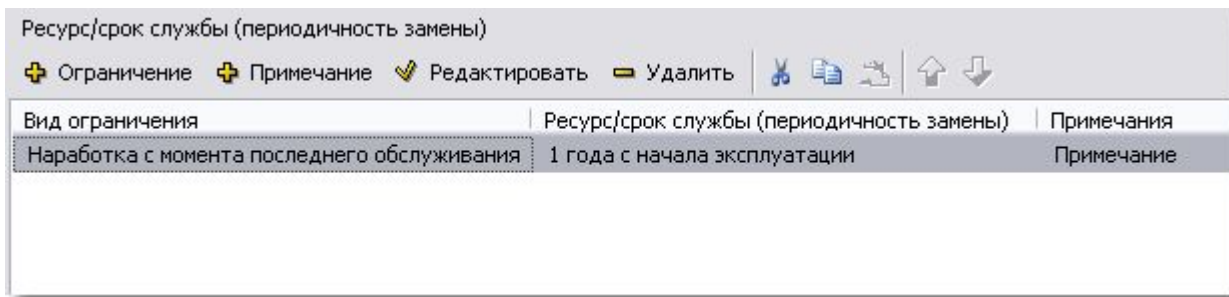 Ресурс/срок службы (периодичность замены)
Ограничение Примечание Редактировать Удалить
Вид ограничения Ресурс/срок службы (периодичность замены) Примечания
Наработка с момента последнего обслуживания 1 года с начала эксплуатации Примечание